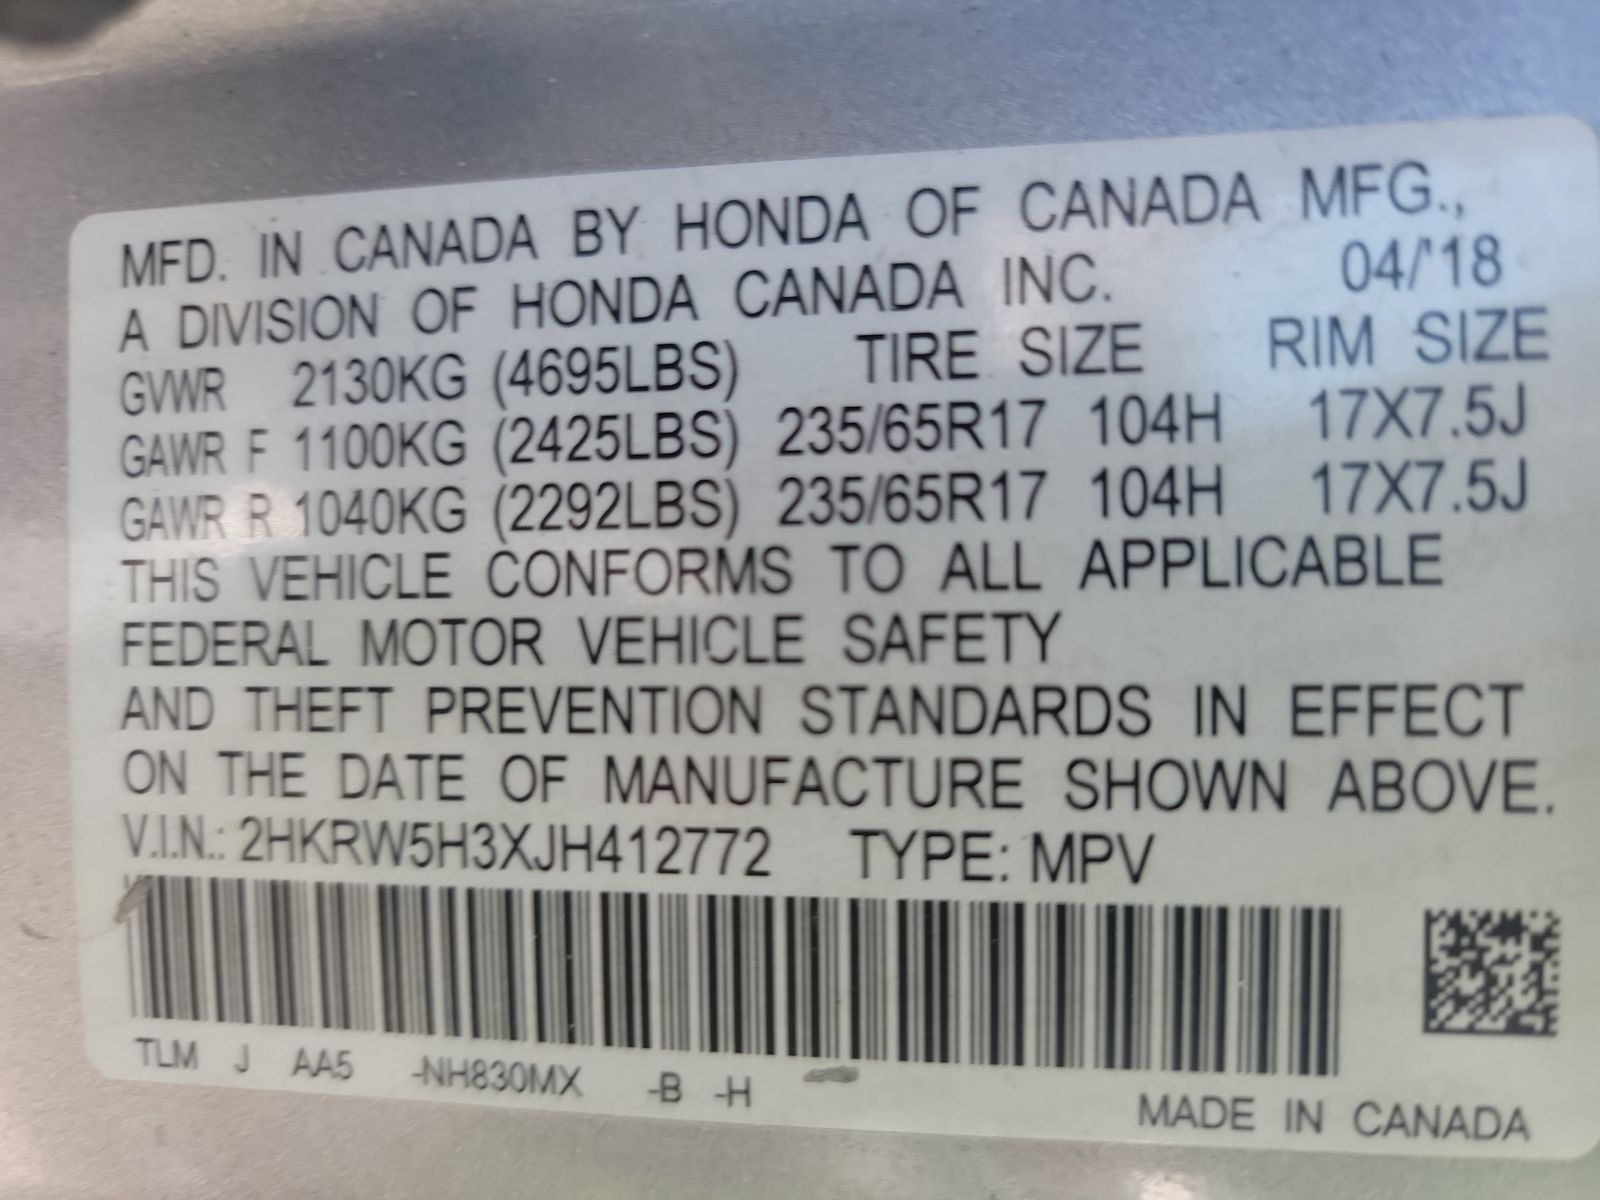 MFD. IN CANADA BY HONDA OF CANADA MFG.,
A DIVISION OF HONDA CANADA INC. 04/'18
GVWR 2130KG (4695LBS) TIRE SIZE RIM SIZE
GAWR F 1100KG (2425LBS) 235/65R17 104H 17X7.5J
GAWR R 1040KG (2292LBS) 235/65R17 104H 17X7.5J
THIS VEHICLE CONFORMS TO ALL APPLICABLE
FEDERAL MOTOR VEHICLE SAFETY
AND THEFT PREVENTION STANDARDS IN EFFECT
ON THE DATE OF MANUFACTURE SHOWN ABOVE.
V.I.N.: 2HKRW5H3XJH412772 TYPE: MPV
TLM J AA5 -NH830MX -B -H
MADE IN CANADA